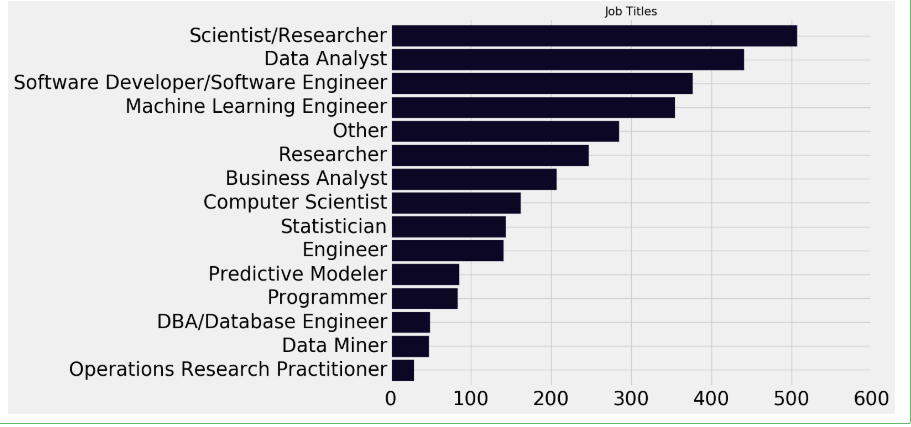 Job Titles
Scientist/Researcher
Data Analyst
Software Developer/Software Engineer
Machine Learning Engineer
Other
Researcher
Business Analyst
Computer Scientist
Statistician
Engineer
Predictive Modeler
Programmer
DBA/Database Engineer
Data Miner
Operations Research Practitioner
0 100 200 300 400 500 600